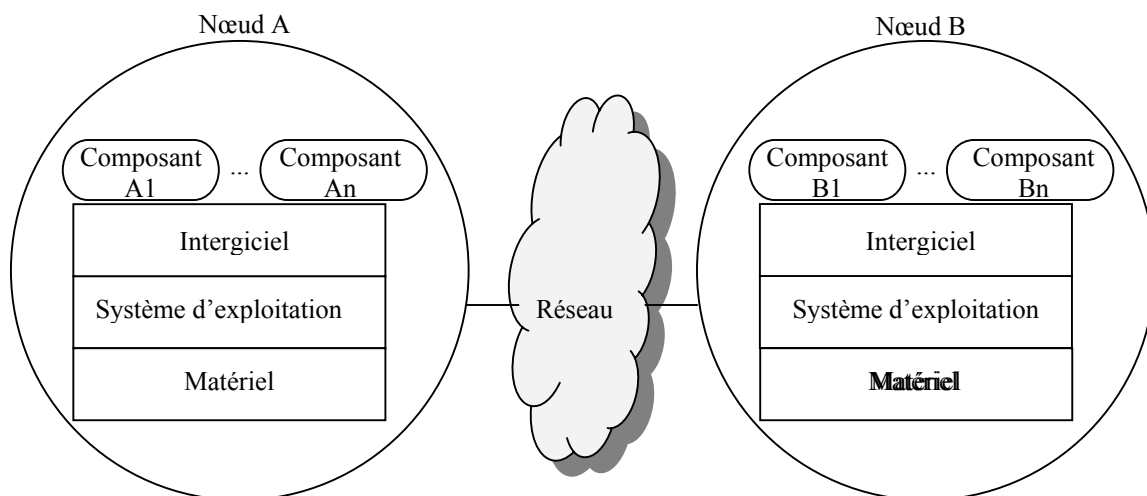 Nœud A
Composant
A1
...
Composant
An
Intergiciel
Système d’exploitation
Matériel
Réseau
Nœud B
Composant
B1
...
Composant
Bn
Intergiciel
Système d’exploitation
Matériel